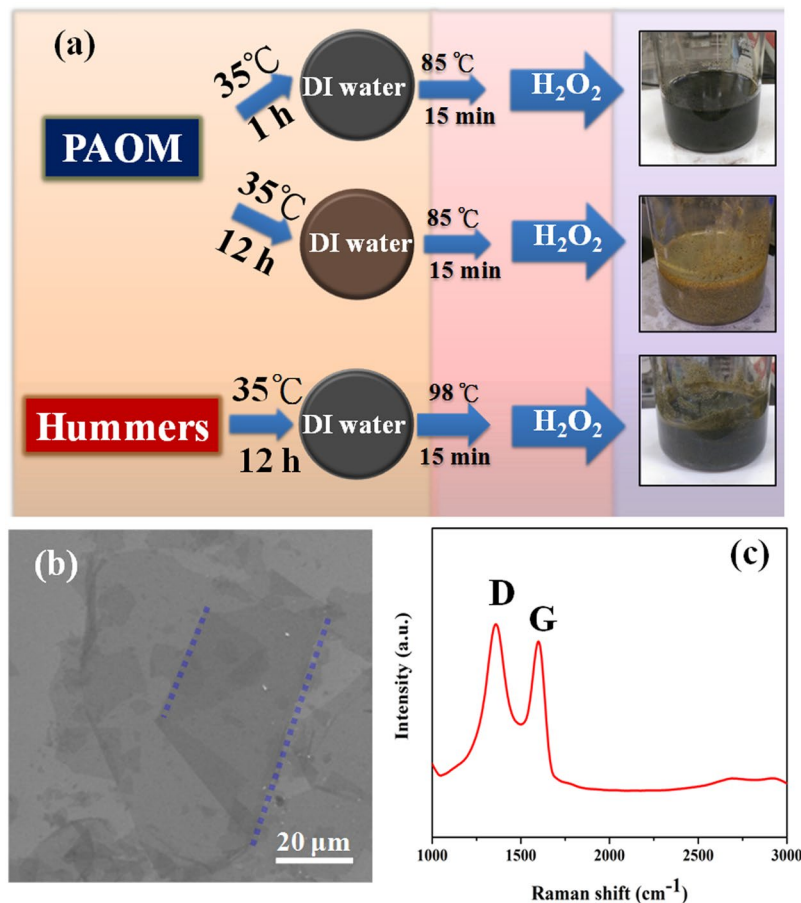 (a)
PAOM
35℃
1 h
DI water
85 ℃
15 min
H₂O₂
35℃
12 h
DI water
85 ℃
15 min
H₂O₂
Hummers
35℃
12 h
DI water
98 ℃
15 min
H₂O₂
(b)
20 μm
(c)
D
G
Intensity (a.u.)
1000 1500 2000 2500 3000
Raman shift (cm⁻¹)